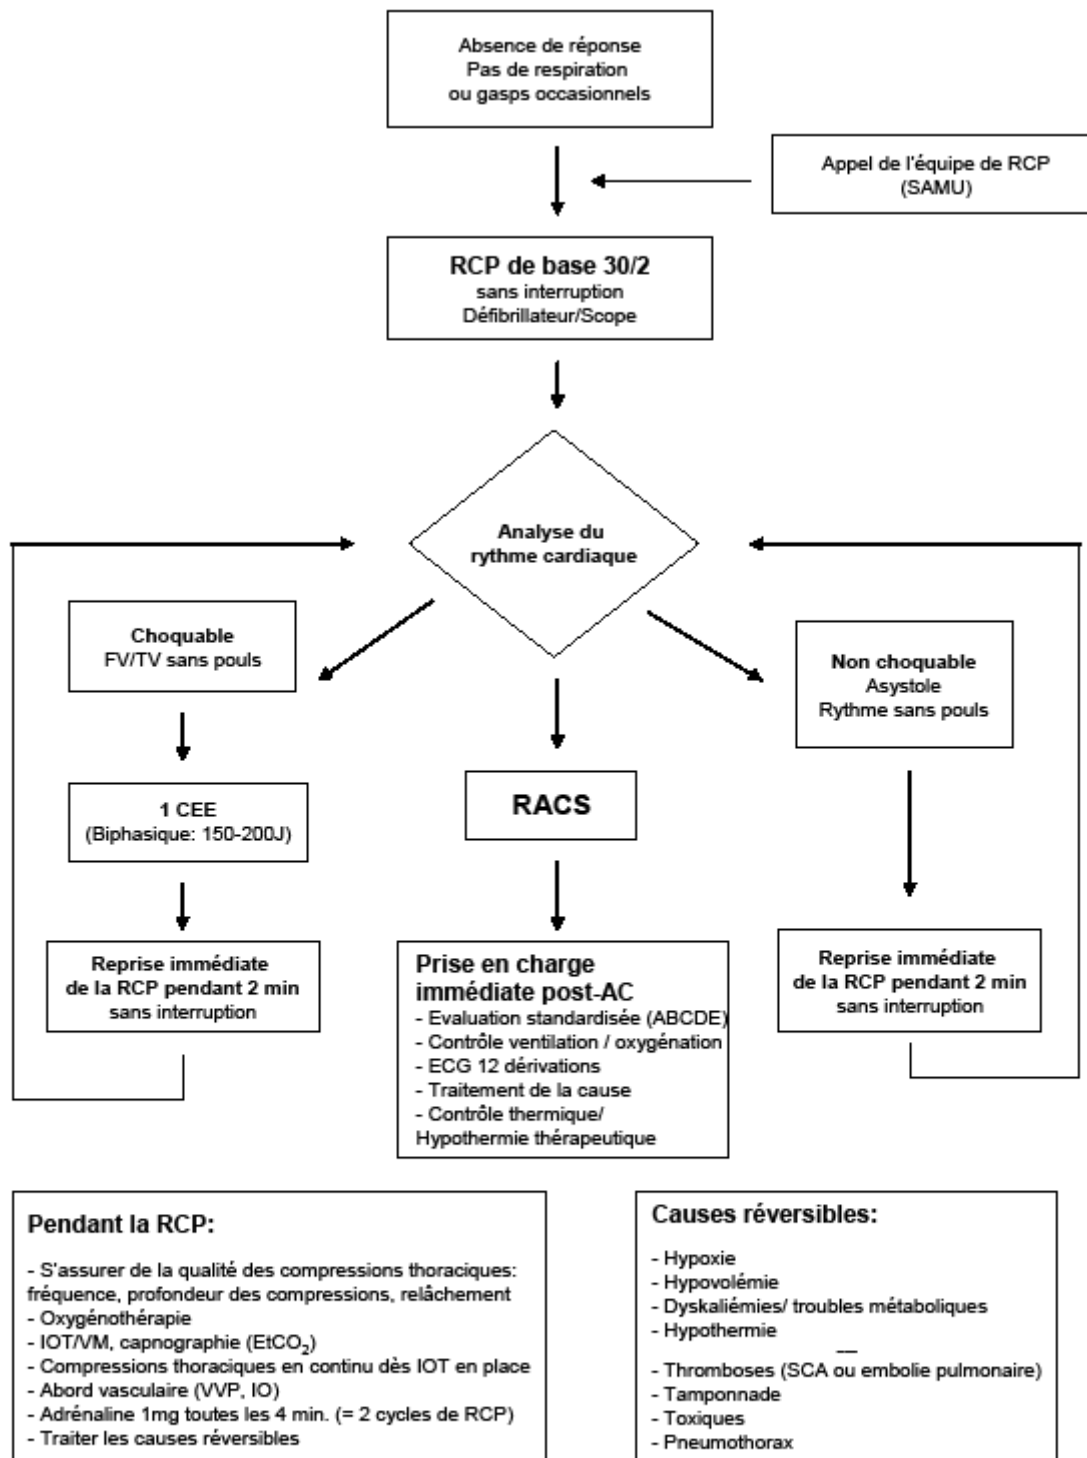 Absence de réponse
Pas de respiration
ou gasps occasionnels
Appel de l'équipe de RCP
(SAMU)
RCP de base 30/2
sans interruption
Défibrillateur/Scope
Analyse du
rythme cardiaque
Choquable
FV/TV sans pouls
Non choquable
Asystole
Rythme sans pouls
1 CEE
(Biphasique: 150-200J)
RACS
Reprise immédiate
de la RCP pendant 2 min
sans interruption
Prise en charge
immédiate post-AC
- Evaluation standardisée (ABCDE)
- Contrôle ventilation / oxygénation
- ECG 12 dérivations
- Traitement de la cause
- Contrôle thermique/
Hypothermie thérapeutique
Reprise immédiate
de la RCP pendant 2 min
sans interruption
Pendant la RCP:
- S'assurer de la qualité des compressions thoraciques:
fréquence, profondeur des compressions, relâchement
- Oxygénothérapie
- IOT/VM, capnographie (EtCO₂)
- Compressions thoraciques en continu dès IOT en place
- Abord vasculaire (VVP, IO)
- Adrénaline 1mg toutes les 4 min. (= 2 cycles de RCP)
- Traiter les causes réversibles
Causes réversibles:
- Hypoxie
- Hypovolémie
- Dyskaliémies/ troubles métaboliques
- Hypothermie
- Thromboses (SCA ou embolie pulmonaire)
- Tamponnade
- Toxiques
- Pneumothorax